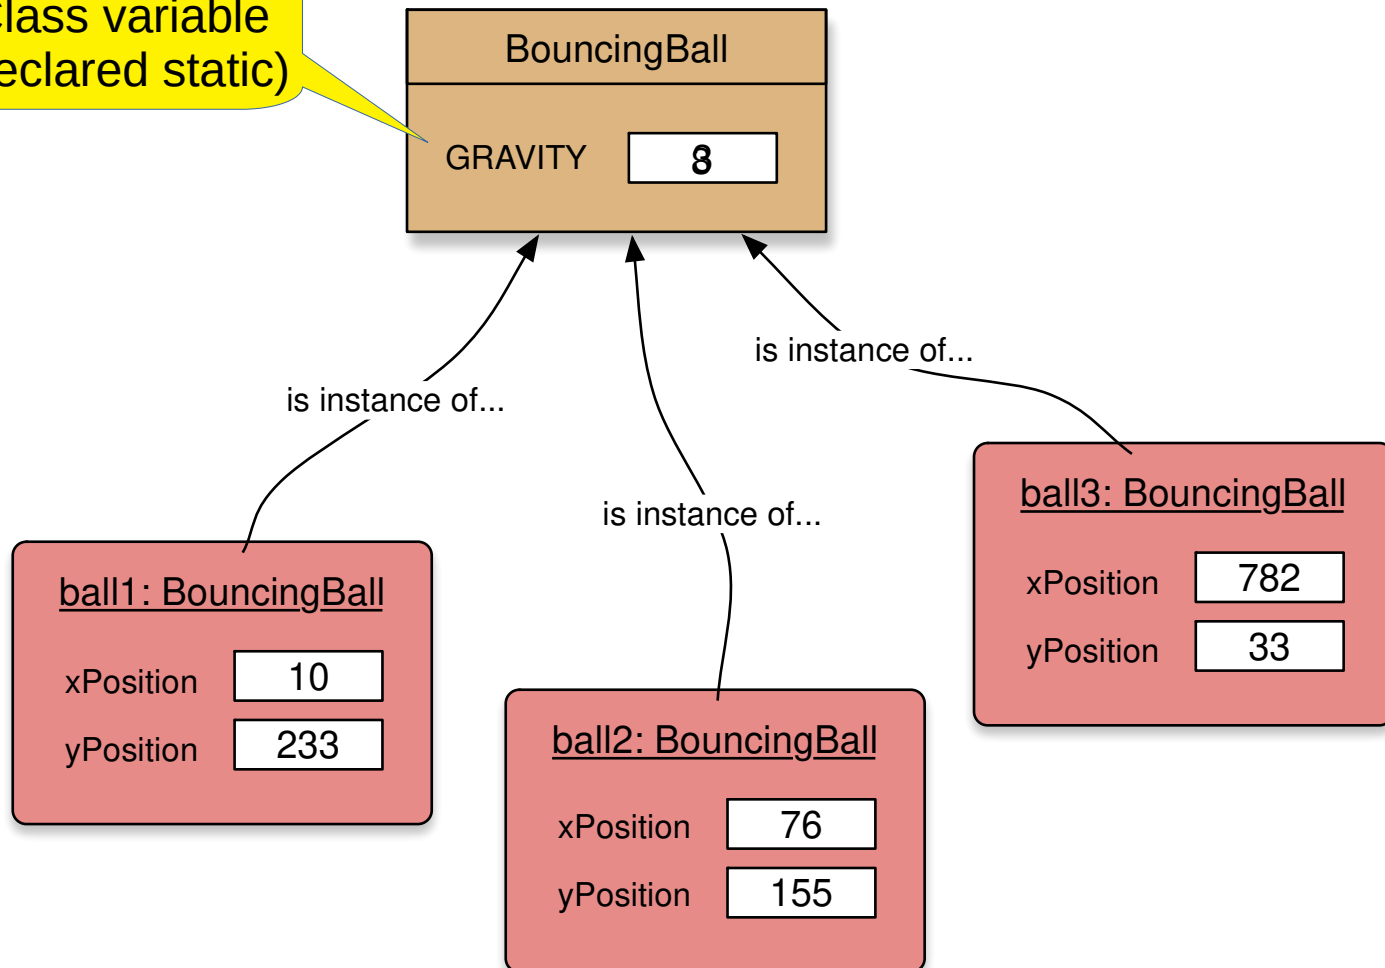 lass variable
eclared static)
BouncingBall
GRAVITY
is instance of...
is instance of...
is instance of...
ball1: BouncingBall
xPosition 10
yPosition 233
ball2: BouncingBall
xPosition 76
yPosition 155
ball3: BouncingBall
xPosition 782
yPosition 33